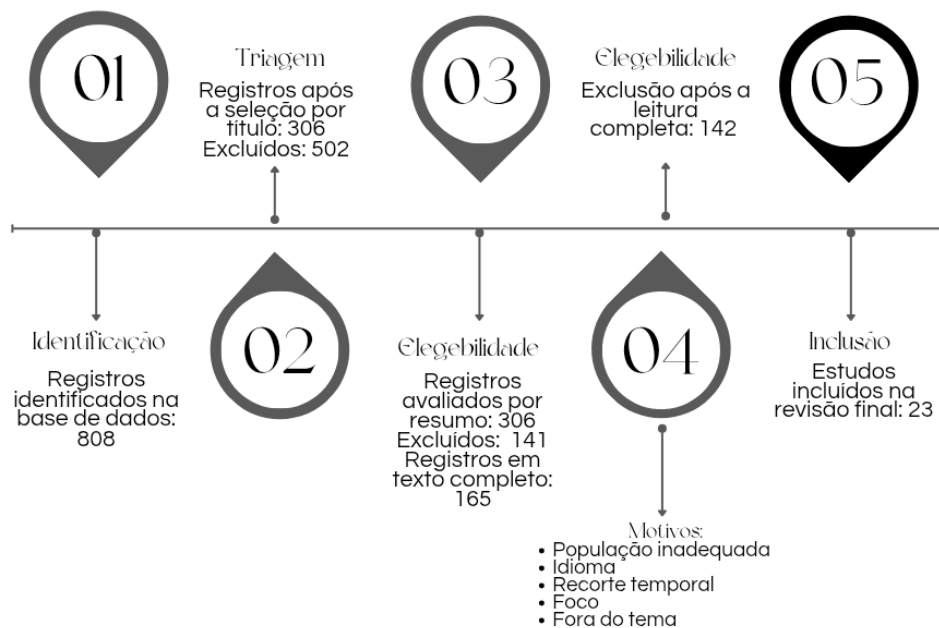 01
Identificação
Registros
identificados na
base de dados:
808
Triagem
Registros após
a seleção por
título: 306
Excluídos: 502
02
03
Elegebilidade
Registros
avaliados por
resumo: 306
Excluídos: 141
Registros em
texto completo:
165
Elegebilidade
Exclusão após a
leitura
completa: 142
04
Motivos:
• População inadequada
• Idioma
• Recorte temporal
• Foco
• Fora do tema
05
Inclusão
Estudos
incluídos na
revisão final: 23